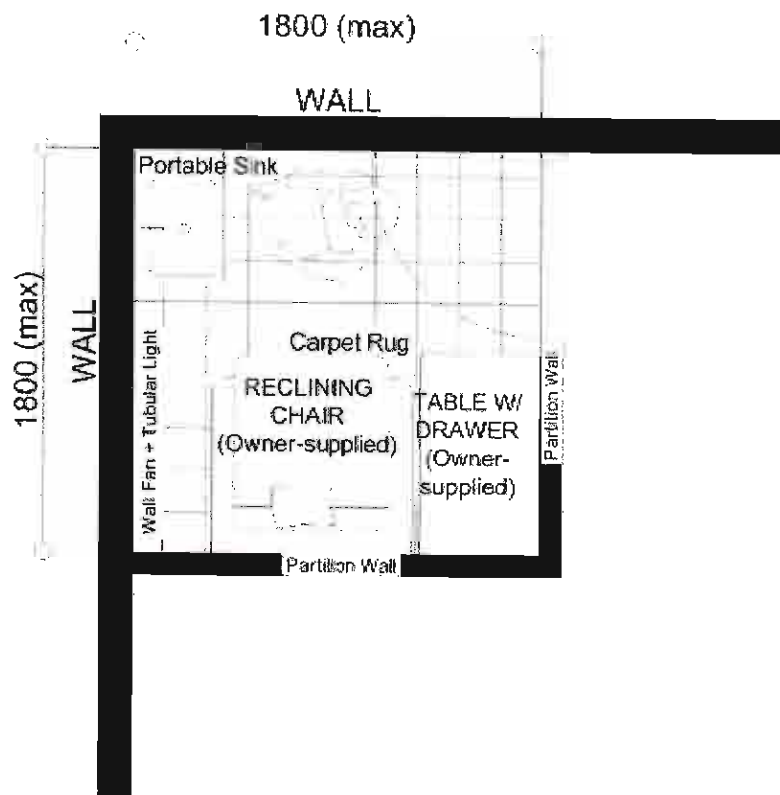 1800 (max)
WALL
Portable Sink
1800 (max)
WALL
Wall Fan + Tubular Light
Carpet Rug
RECLINING
CHAIR
(Owner-supplied)
TABLE W/
DRAWER
(Owner-
supplied)
Partition Wall
Partition Wall